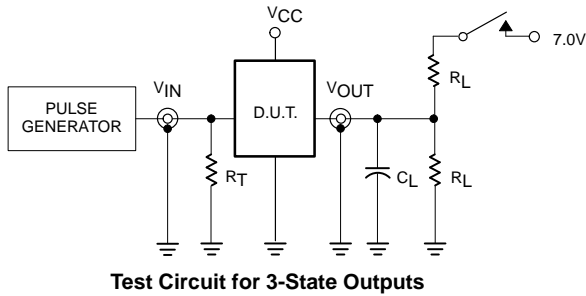 VCC
7.0V
RL
VIN
VOUT
PULSE
GENERATOR
D.U.T.
RT
CL
RL
Test Circuit for 3-State Outputs